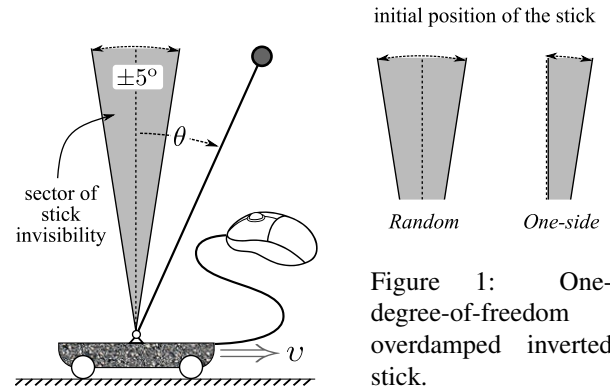 initial position of the stick
±5°
θ
sector of
stick
invisibility
v
Random
One-side
Figure 1: One-
degree-of-freedom
overdamped inverted
stick.